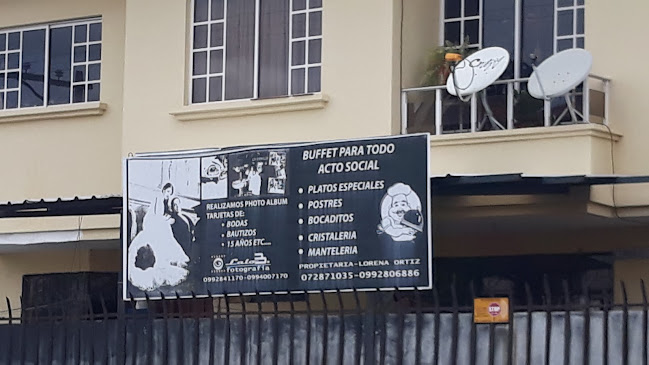 BUFFET PARA TODO
ACTO SOCIAL
• PLATOS ESPECIALES
• POSTRES
• BOCADITOS
• CRISTALERIA
• MANTELERIA
PROPIETARIA-LORENA ORTIZ
072871035-0992806886
REALIZAMOS PHOTO ALBUM
TARJETAS DE:
• BODAS
• BAUTIZOS
• 15 AÑOS ETC....
fotografía
0992841170-0994007170
STOP